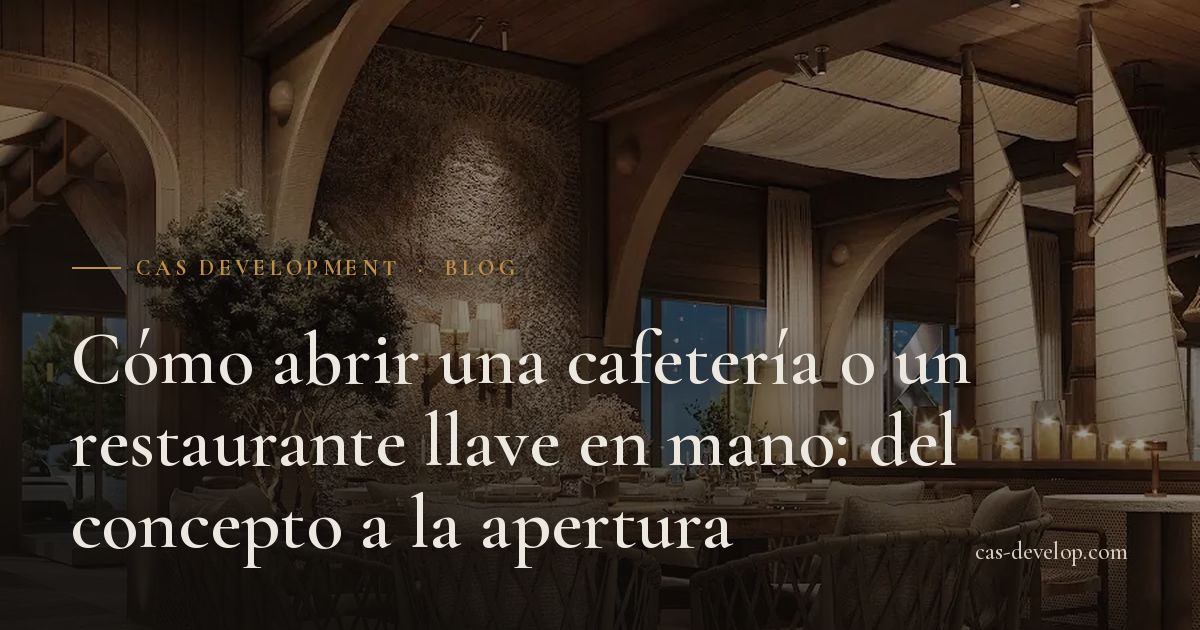 CAS DEVELOPMENT · BLOG
Cómo abrir una cafetería o un
restaurante llave en mano: del
concepto a la apertura
cas-develop.com